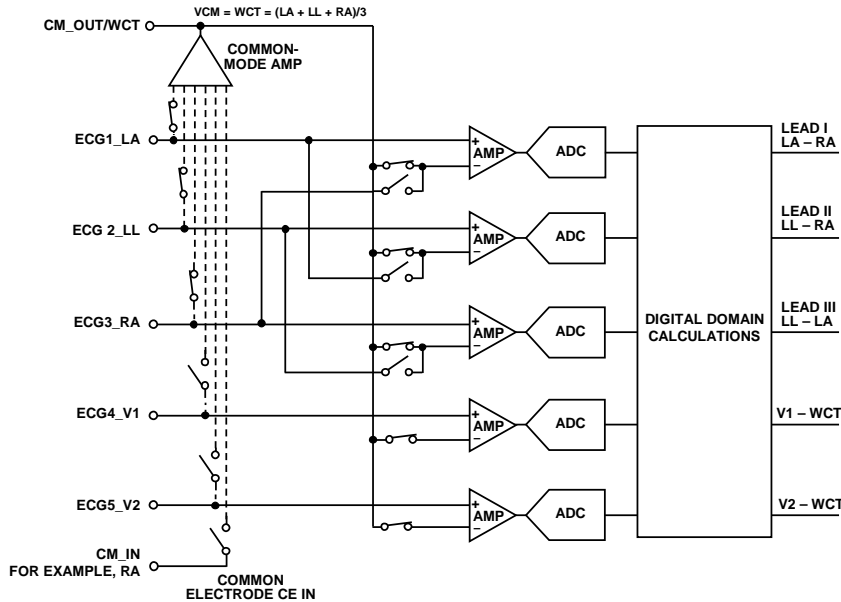 VCM = WCT = (LA + LL + RA)/3
CM_OUT/WCT
COMMON-
MODE AMP
ECG1_LA
+
AMP
–
ADC
LEAD I
LA – RA
ECG 2_LL
+
AMP
–
ADC
LEAD II
LL – RA
ECG3_RA
+
AMP
–
ADC
DIGITAL DOMAIN
CALCULATIONS
LEAD III
LL – LA
ECG4_V1
+
AMP
–
ADC
V1 – WCT
ECG5_V2
+
AMP
–
ADC
V2 – WCT
CM_IN
FOR EXAMPLE, RA
COMMON
ELECTRODE CE IN